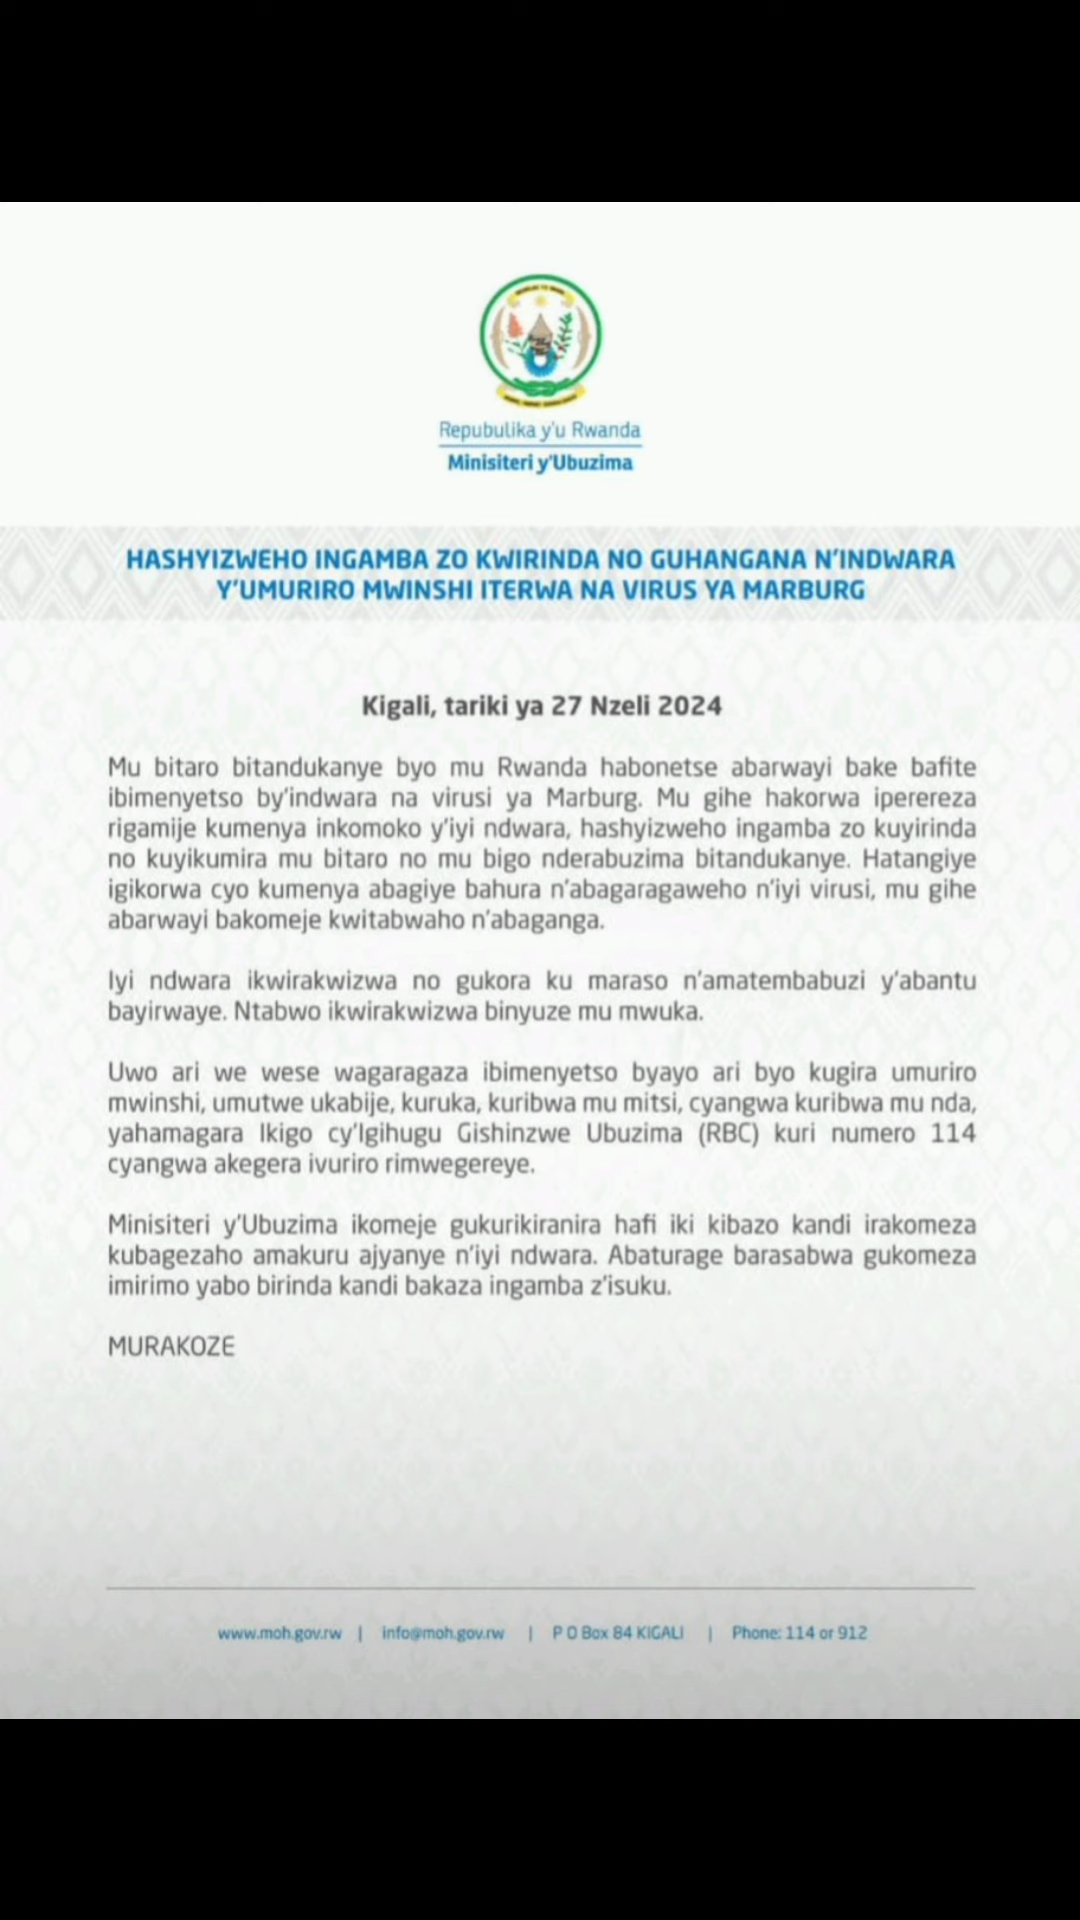 Repubulika y'u Rwanda
Minisiteri y'Ubuzima
HASHYIZWEHO INGAMBA ZO KWIRINDA NO GUHANGANA N'INDWARA
Y'UMURIRO MWINSHI ITERWA NA VIRUS YA MARBURG
Kigali, tariki ya 27 Nzeli 2024
Mu bitaro bitandukanye byo mu Rwanda habonetse abarwayi bake bafite
ibimenyetso by'indwara na virusi ya Marburg. Mu gihe hakorwa iperereza
rigamije kumenya inkomoko y'iyi ndwara, hashyizweho ingamba zo kuyirinda
no kuyikumira mu bitaro no mu bigo nderabuzima bitandukanye. Hatangiye
igikorwa cyo kumenya abagiye bahura n'abagaragaweho n'iyi virusi, mu gihe
abarwayi bakomeje kwitabwaho n'abaganga.
Iyi ndwara ikwirakwizwa no gukora ku maraso n'amatembabuzi y'abantu
bayirwaye. Ntabwo ikwirakwizwa binyuze mu mwuka.
Uwo ari we wese wagaragaza ibimenyetso byayo ari byo kugira umuriro
mwinshi, umutwe ukabije, kuruka, kuribwa mu mitsi, cyangwa kuribwa mu nda,
yahamagara Ikigo cy'Igihugu Gishinzwe Ubuzima (RBC) kuri numero 114
cyangwa akegera ivuriro rimwegereye.
Minisiteri y'Ubuzima ikomeje gukurikiranira hafi iki kibazo kandi irakomeza
kubagezaho amakuru ajyanye n'iyi ndwara. Abaturage barasabwa gukomeza
imirimo yabo birinda kandi bakaza ingamba z'isuku.
MURAKOZE
www.moh.gov.rw | info@moh.gov.rw | P O Box 84 KIGALI | Phone: 114 or 912